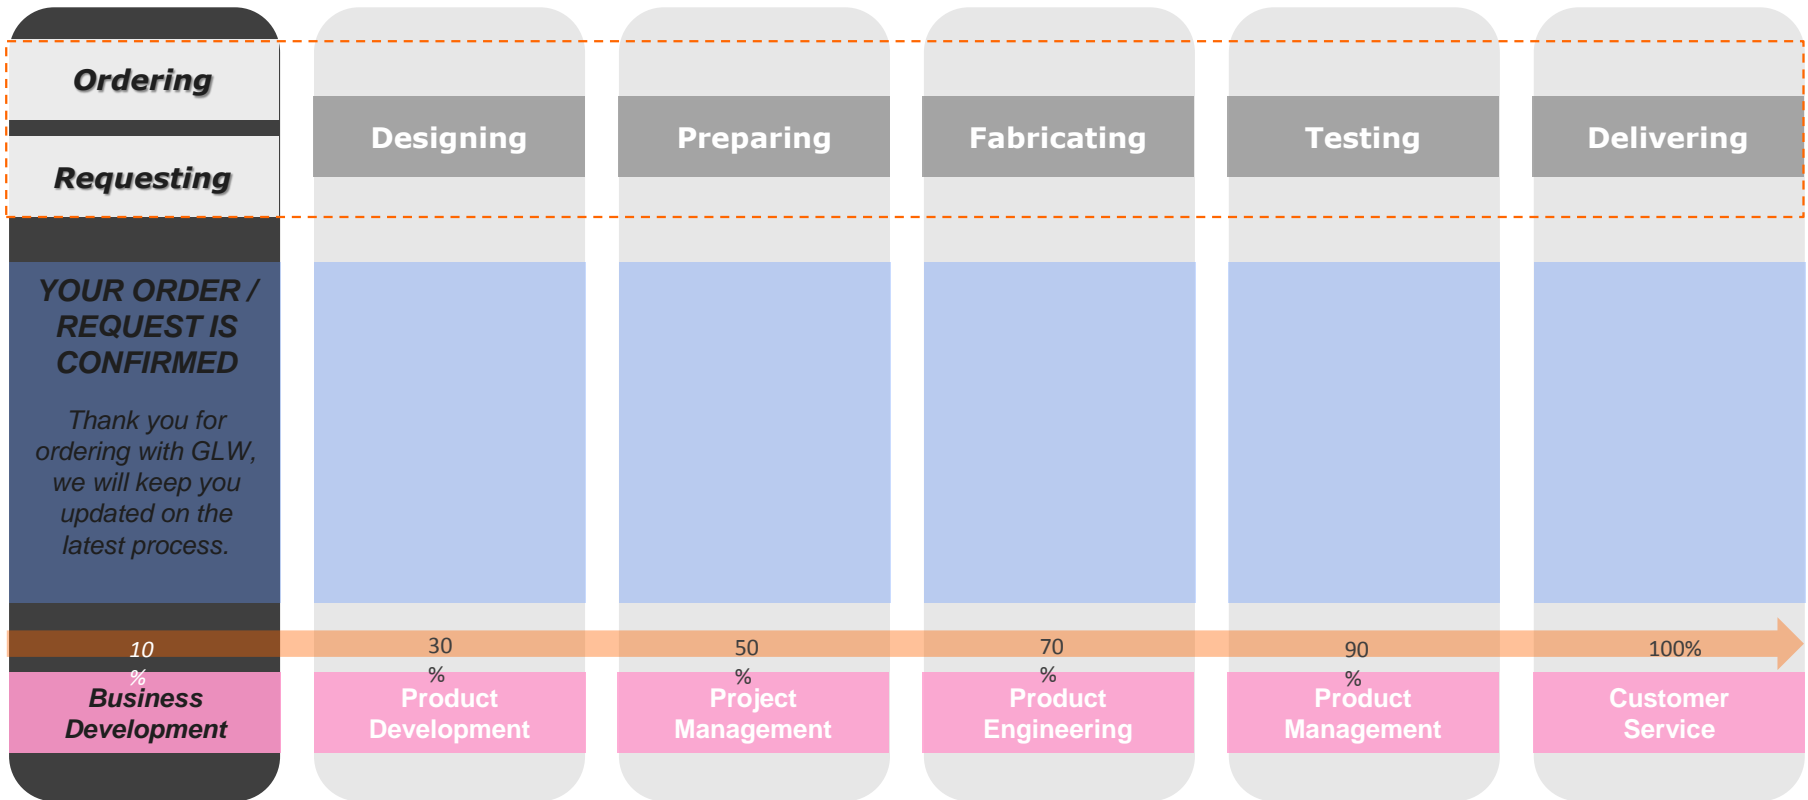 Ordering
Requesting
Designing
Preparing
Fabricating
Testing
Delivering
YOUR ORDER /
REQUEST IS
CONFIRMED
Thank you for
ordering with GLW,
we will keep you
updated on the
latest process.
10
%
30
%
50
%
70
%
90
%
100%
Business
Development
Product
Development
Project
Management
Product
Engineering
Product
Management
Customer
Service